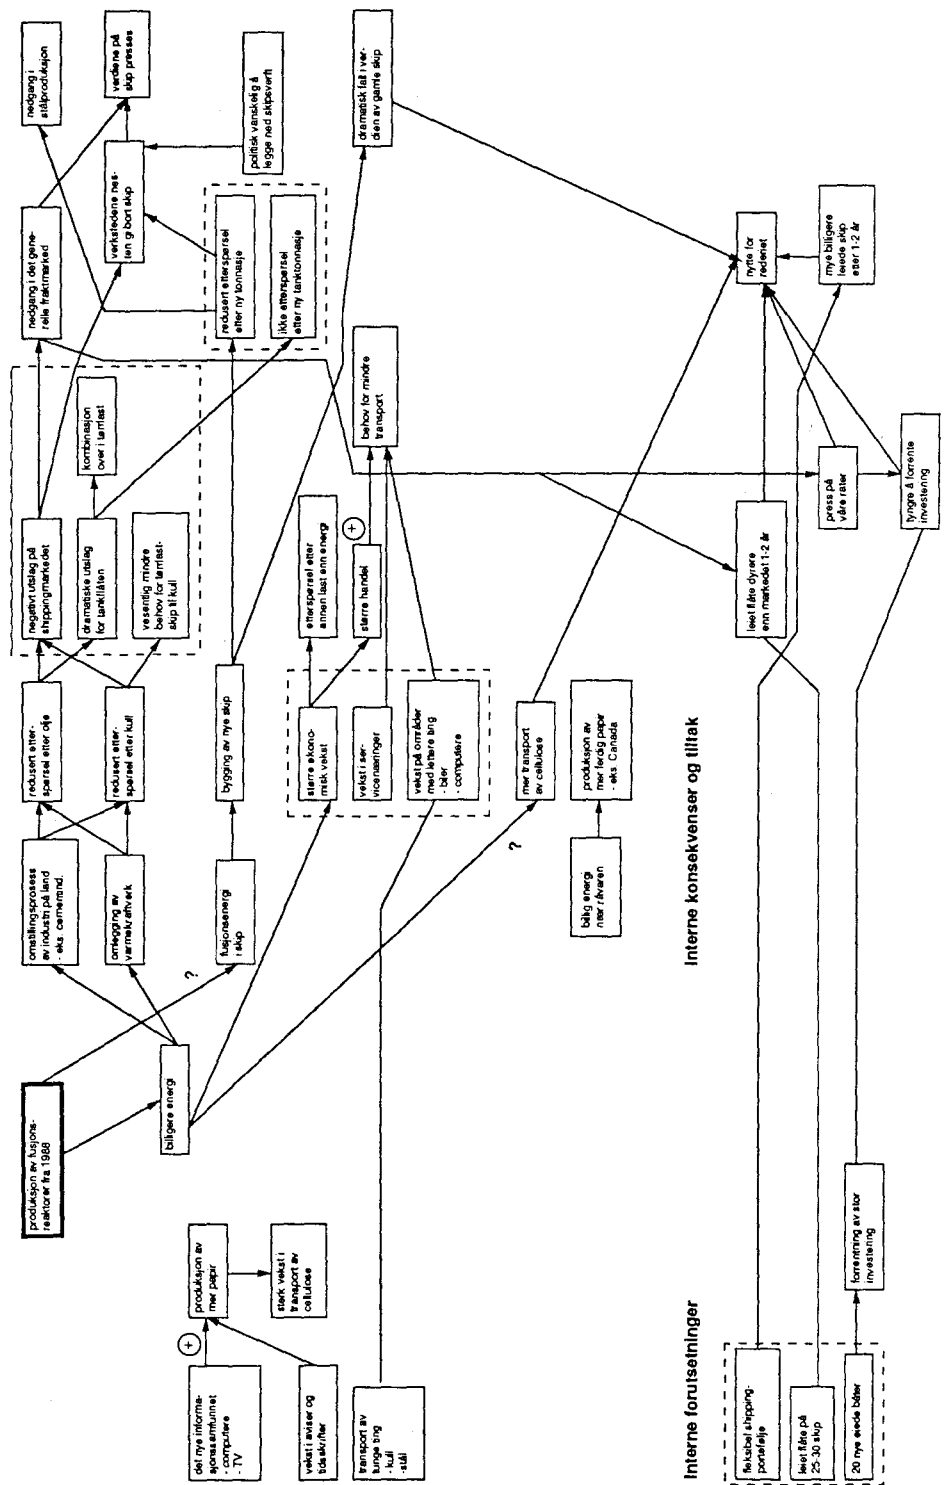 produksjon av fusjons-
reaktorer fra 1988
billigere energi
omstillingsprosess
av industri på land
- eks. cementind.
omlegging av
varmekraftverk
?
fusjonsenergi
i skip
redusert etter-
spørsel etter olje
redusert etter-
spørsel etter kull
bygging av nye skip
negativt utslag på
shippingmarkedet
dramatiske utslag
for tankflåten
vesentlig mindre
behov for tørrlast-
skip til kull
kombinasjon
over i tørrlast
nedgang i det gene-
relle fraktmarked
verkstedene nes-
ten gi bort skip
redusert etterspørsel
etter ny tonnasje
ikke etterspørsel
etter ny tanktonnasje
nedgang i
stålproduksjon
verdiene på
skip presses
politisk vanskelig å
legge ned skipsverft
dramatisk fall i ver-
dien av gamle skip
det nye informa-
sjonssamfunnet
- computere
- TV
+
produksjon av
mer papir
sterk vekst i
transport av
cellulose
vekst i aviser og
tidsskrifter
transport av
tunge ting
- kull
-stål
større økono-
misk vekst
vekst i ser-
vicenæringer
vekst på områder
med lettere ting
- biler
- computere
etterspørsel etter
annen last enn energi
større handel
+
behov for mindre
transport
?
mer transport
av cellulose
billig energi
nær råvaren
produksjon av
mer ferdig papir
- eks. Canada
Interne forutsetninger
Interne konsekvenser og tiltak
fleksibel shipping-
portefølje
leiet flåte på
25-30 skip
20 nye eiede båter
forrentning av stor
investering
leiet flåte dyrere
enn markedet 1-2 år
press på
våre rater
tyngre å forrente
investering
nytte for
rederiet
mye billigere
leiede skip
etter 1-2 år